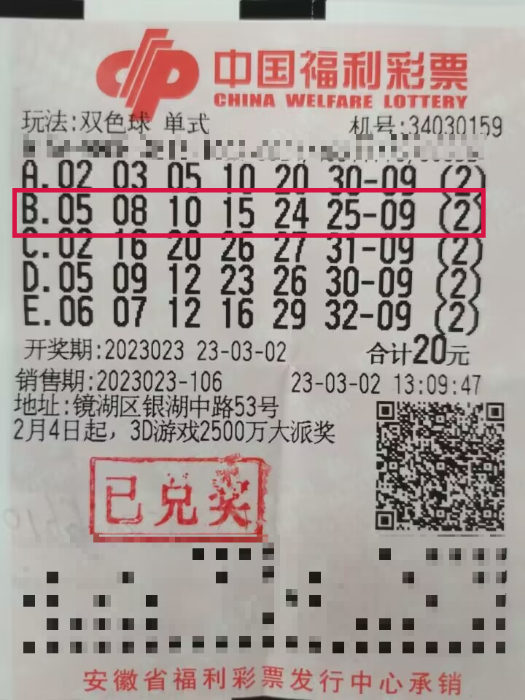 中国福利彩票
CHINA WELFARE LOTTERY
玩法:双色球 单式 机号:34030159
A.02 03 05 10 20 30-09 (2)
B.05 08 10 15 24 25-09 (2)
C.02 16 20 26 27 31-09 (2)
D.05 09 12 23 26 30-09 (2)
E.06 07 12 16 29 32-09 (2)
开奖期:2023023 23-03-02 合计20元
销售期:2023023-106 23-03-02 13:09:47
地址:镜湖区银湖中路53号
2月4日起，3D游戏2500万大派奖
已兑奖
安徽省福利彩票发行中心承销